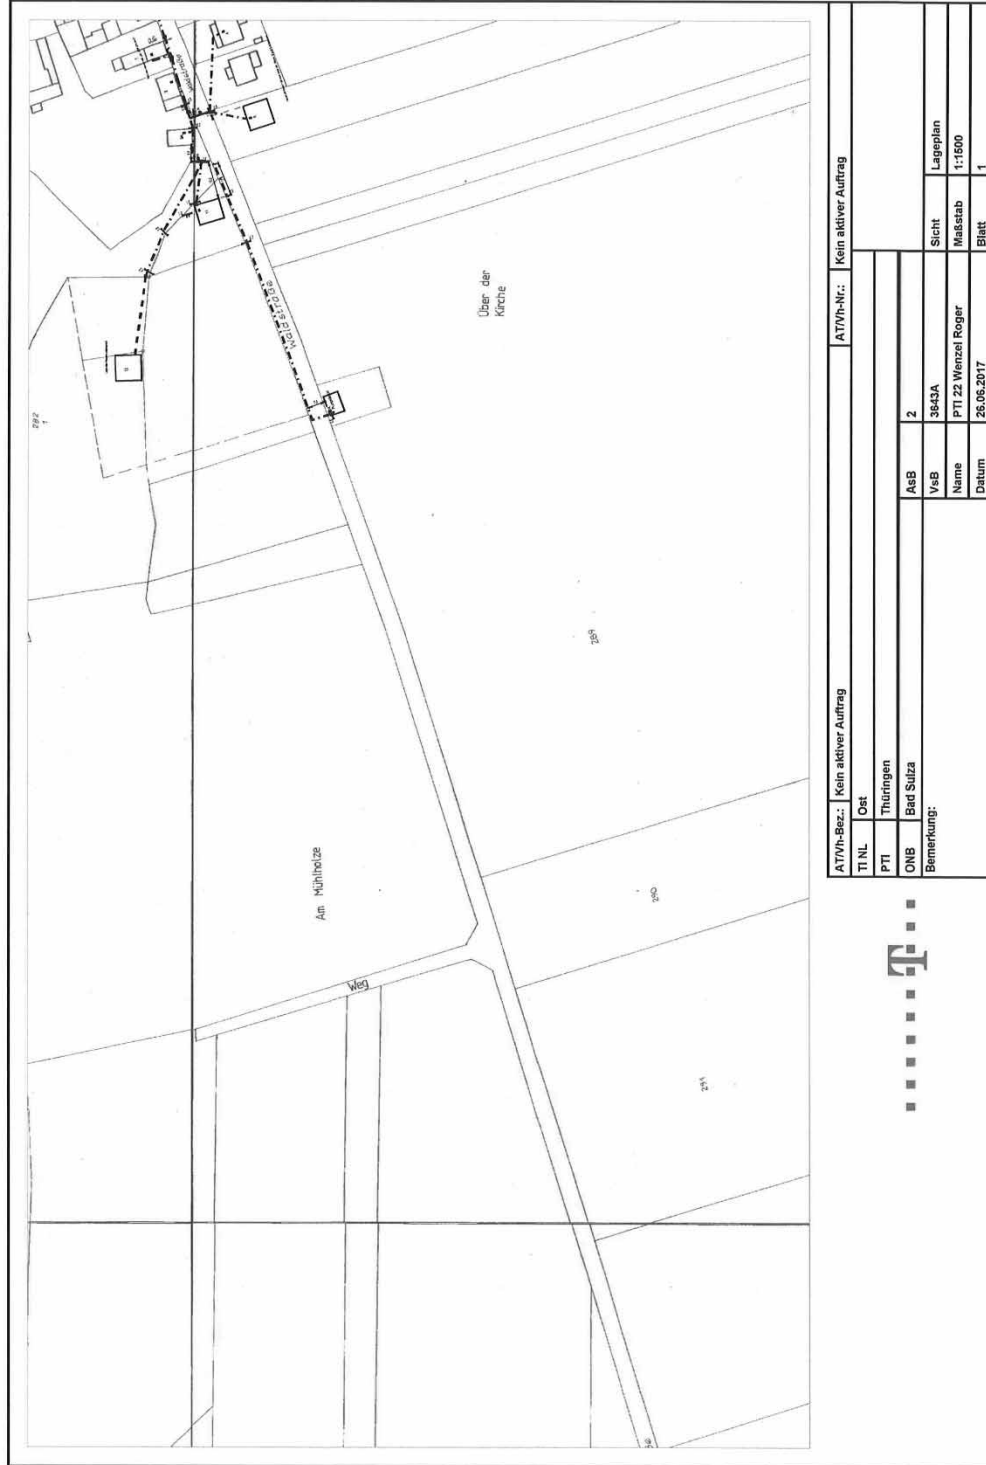 Waldstraße
Über der
Kirche
Am Mühlholze
Weg
289
290
291
282
1
AT/Vh-Bez.: Kein aktiver Auftrag AT/Vh-Nr.: Kein aktiver Auftrag
TI NL Ost
PTI Thüringen
ONB Bad Sulza AsB 2
Bemerkung: VsB 3643A Sicht Lageplan
Name PTI 22 Wenzel Roger Maßstab 1:1500
Datum 26.06.2017 Blatt 1
T